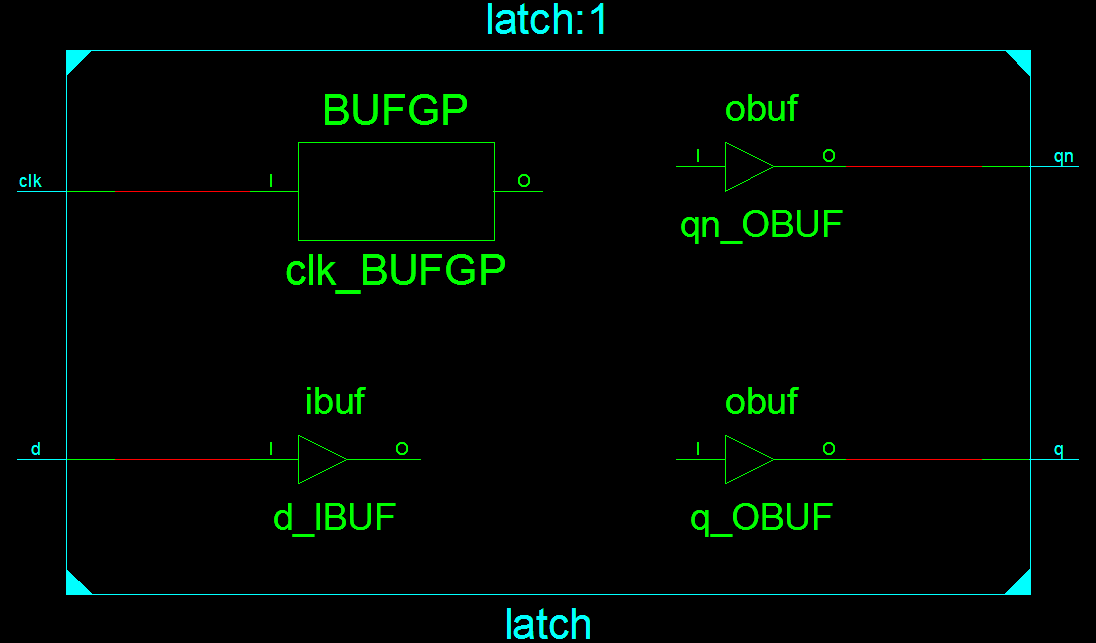 latch:1
BUFGP
obuf
I
O
qn
clk
I
O
qn_OBUF
clk_BUFGP
ibuf
obuf
d
I
O
I
O
q
d_IBUF
q_OBUF
latch